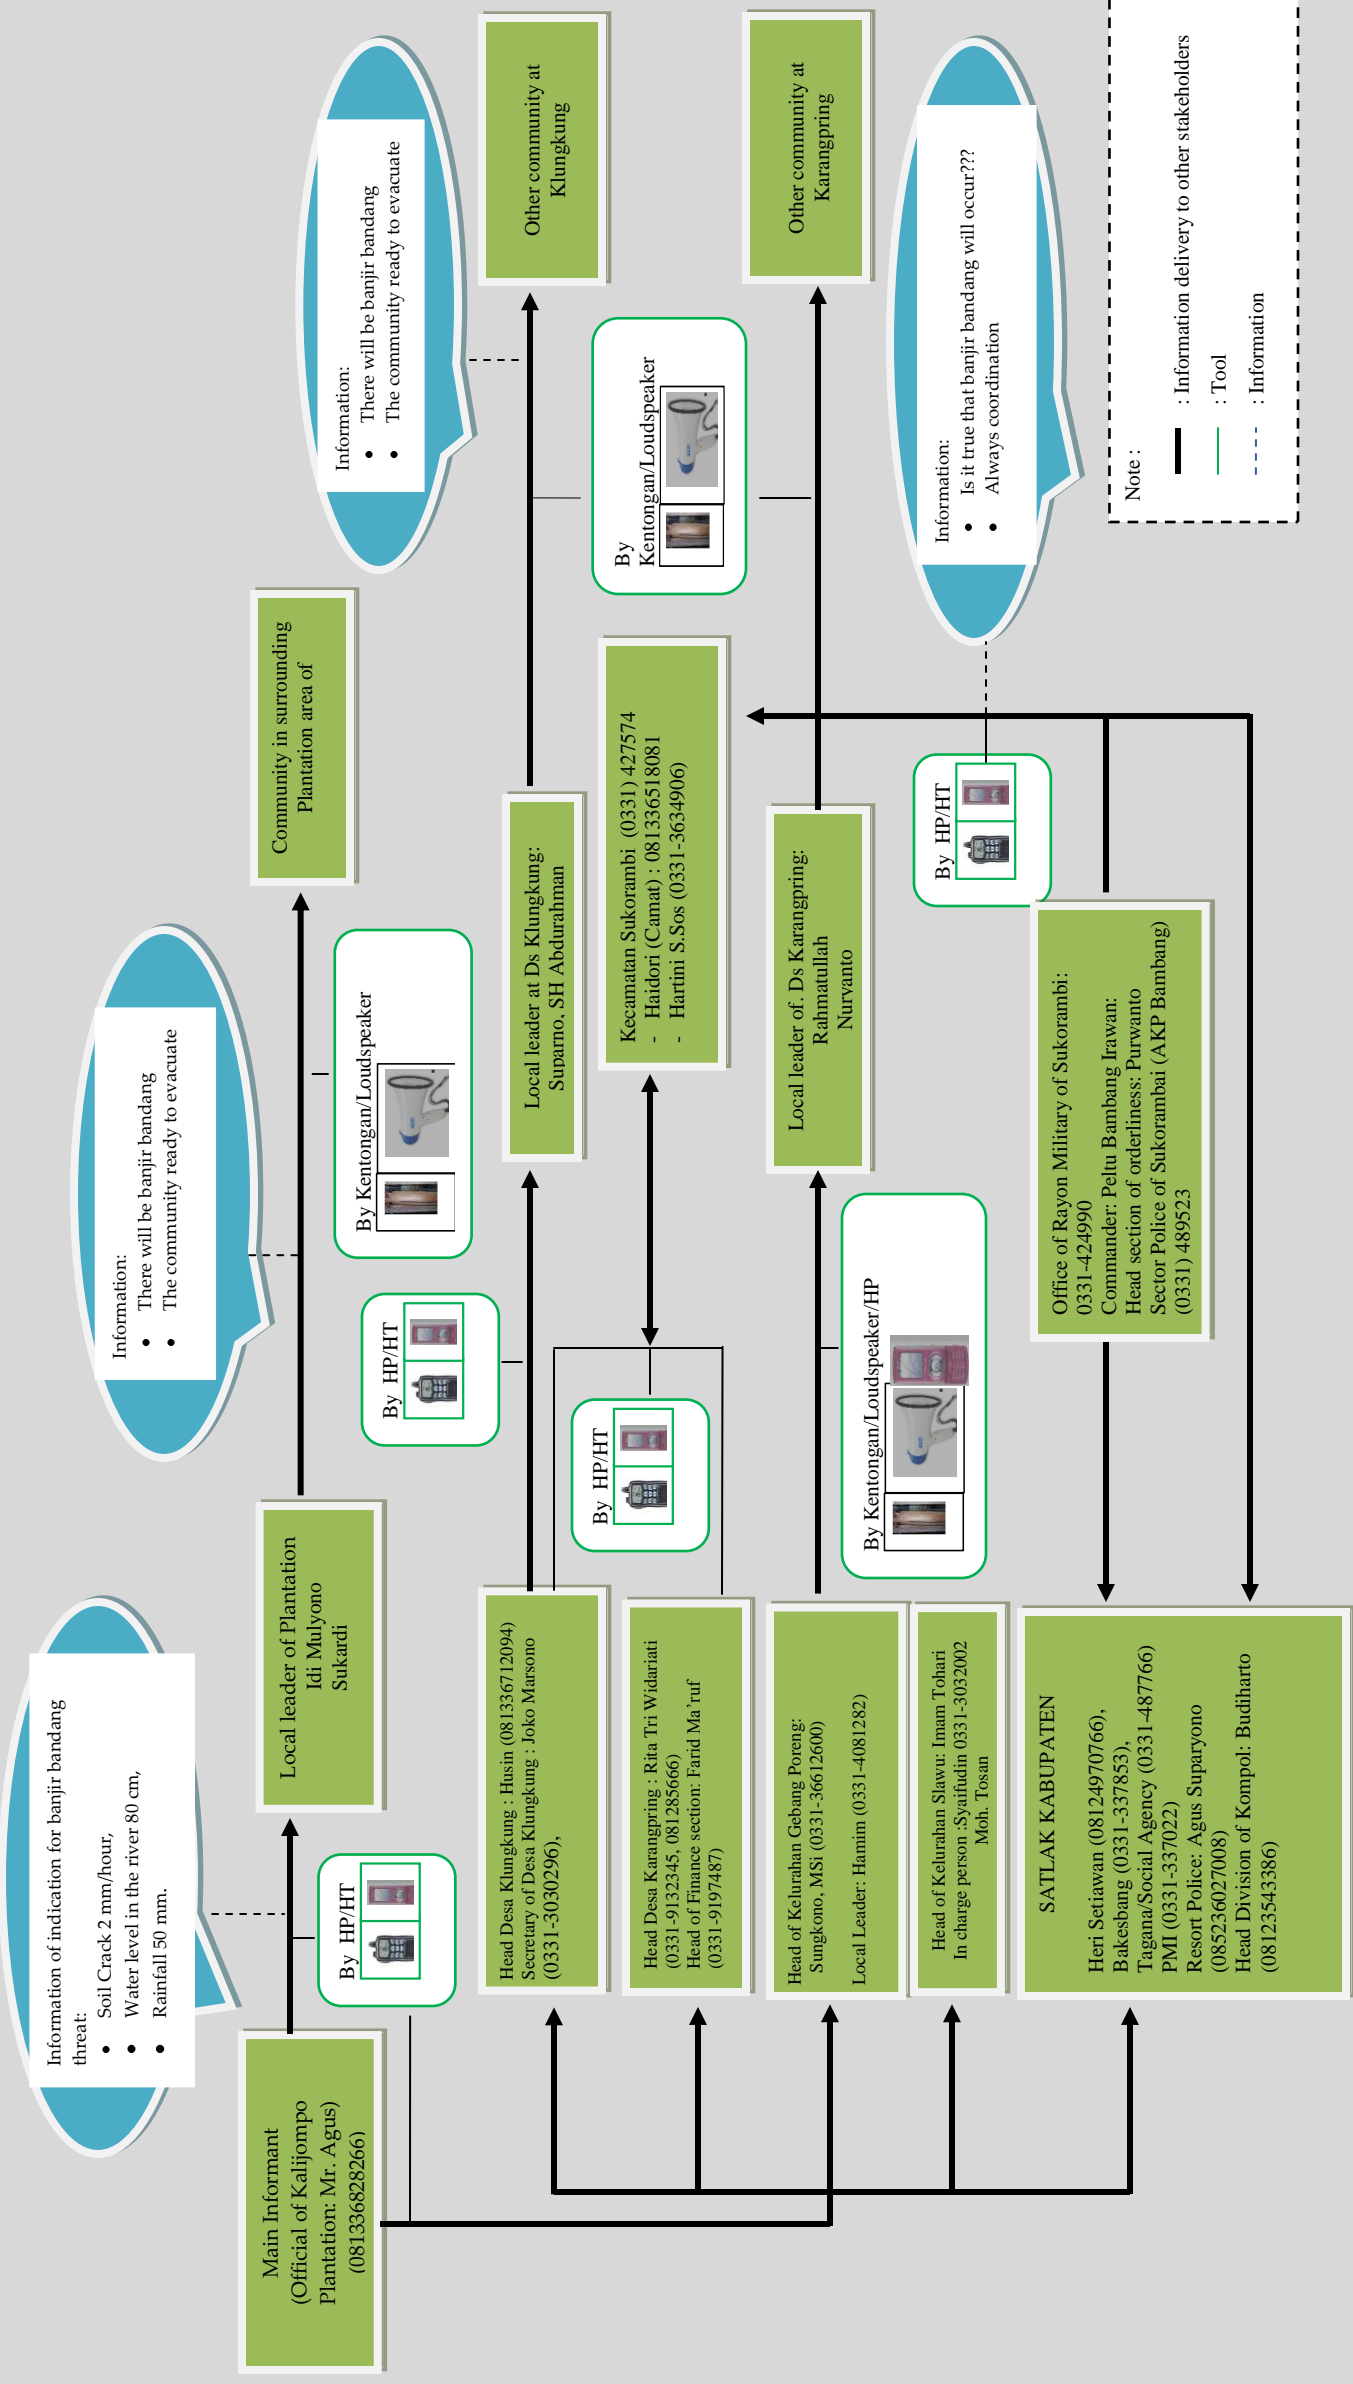 Information of indication for banjir bandang
threat:
• Soil Crack 2 mm/hour,
• Water level in the river 80 cm,
• Rainfall 50 mm.
Main Informant
(Official of Kalijompo
Plantation: Mr. Agus)
(081336828266)
By HP/HT
Local leader of Plantation
Idi Mulyono
Sukardi
Information:
• There will be banjir bandang
• The community ready to evacuate
By Kentongan/Loudspeaker
Community in surrounding
Plantation area of
Head Desa Klungkung : Husin (081336712094)
Secretary of Desa Klungkung : Joko Marsono
(0331-3030296),
By HP/HT
Local leader at Ds Klungkung:
Suparno, SH Abdurahman
Information:
• There will be banjir bandang
• The community ready to evacuate
Other community at
Klungkung
Head Desa Karangpring : Rita Tri Widariati
(0331-9132345, 081285666)
Head of Finance section: Farid Ma’ruf
(0331-9197487)
By HP/HT
Kecamatan Sukorambi (0331) 427574
- Haidori (Camat) : 081336518081
- Hartini S.Sos (0331-3634906)
By
Kentongan/Loudspeaker
Head of Kelurahan Gebang Poreng:
Sungkono, MSi (0331-36612600)
Local Leader: Hamim (0331-4081282)
By Kentongan/Loudspeaker/HP
Local leader of. Ds Karangpring:
Rahmatullah
Nurvanto
Other community at
Karangpring
Head of Kelurahan Slawu: Imam Tohari
In charge person :Syaifudin 0331-3032002
Moh. Tosan
By HP/HT
Information:
• Is it true that banjir bandang will occur???
• Always coordination
SATLAK KABUPATEN
Heri Setiawan (08124970766),
Bakesbang (0331-337853),
Tagana/Social Agency (0331-487766)
PMI (0331-337022)
Resort Police: Agus Suparyono
(085236027008)
Head Division of Kompol: Budiharto
(081235433​86)
Office of Rayon Military of Sukorambi:
0331-424990
Commander: Peltu Bambang Irawan:
Head section of orderliness: Purwanto
Sector Police of Sukorambai (AKP Bambang)
(0331) 489523
Note :
: Information delivery to other stakeholders
: Tool
: Information